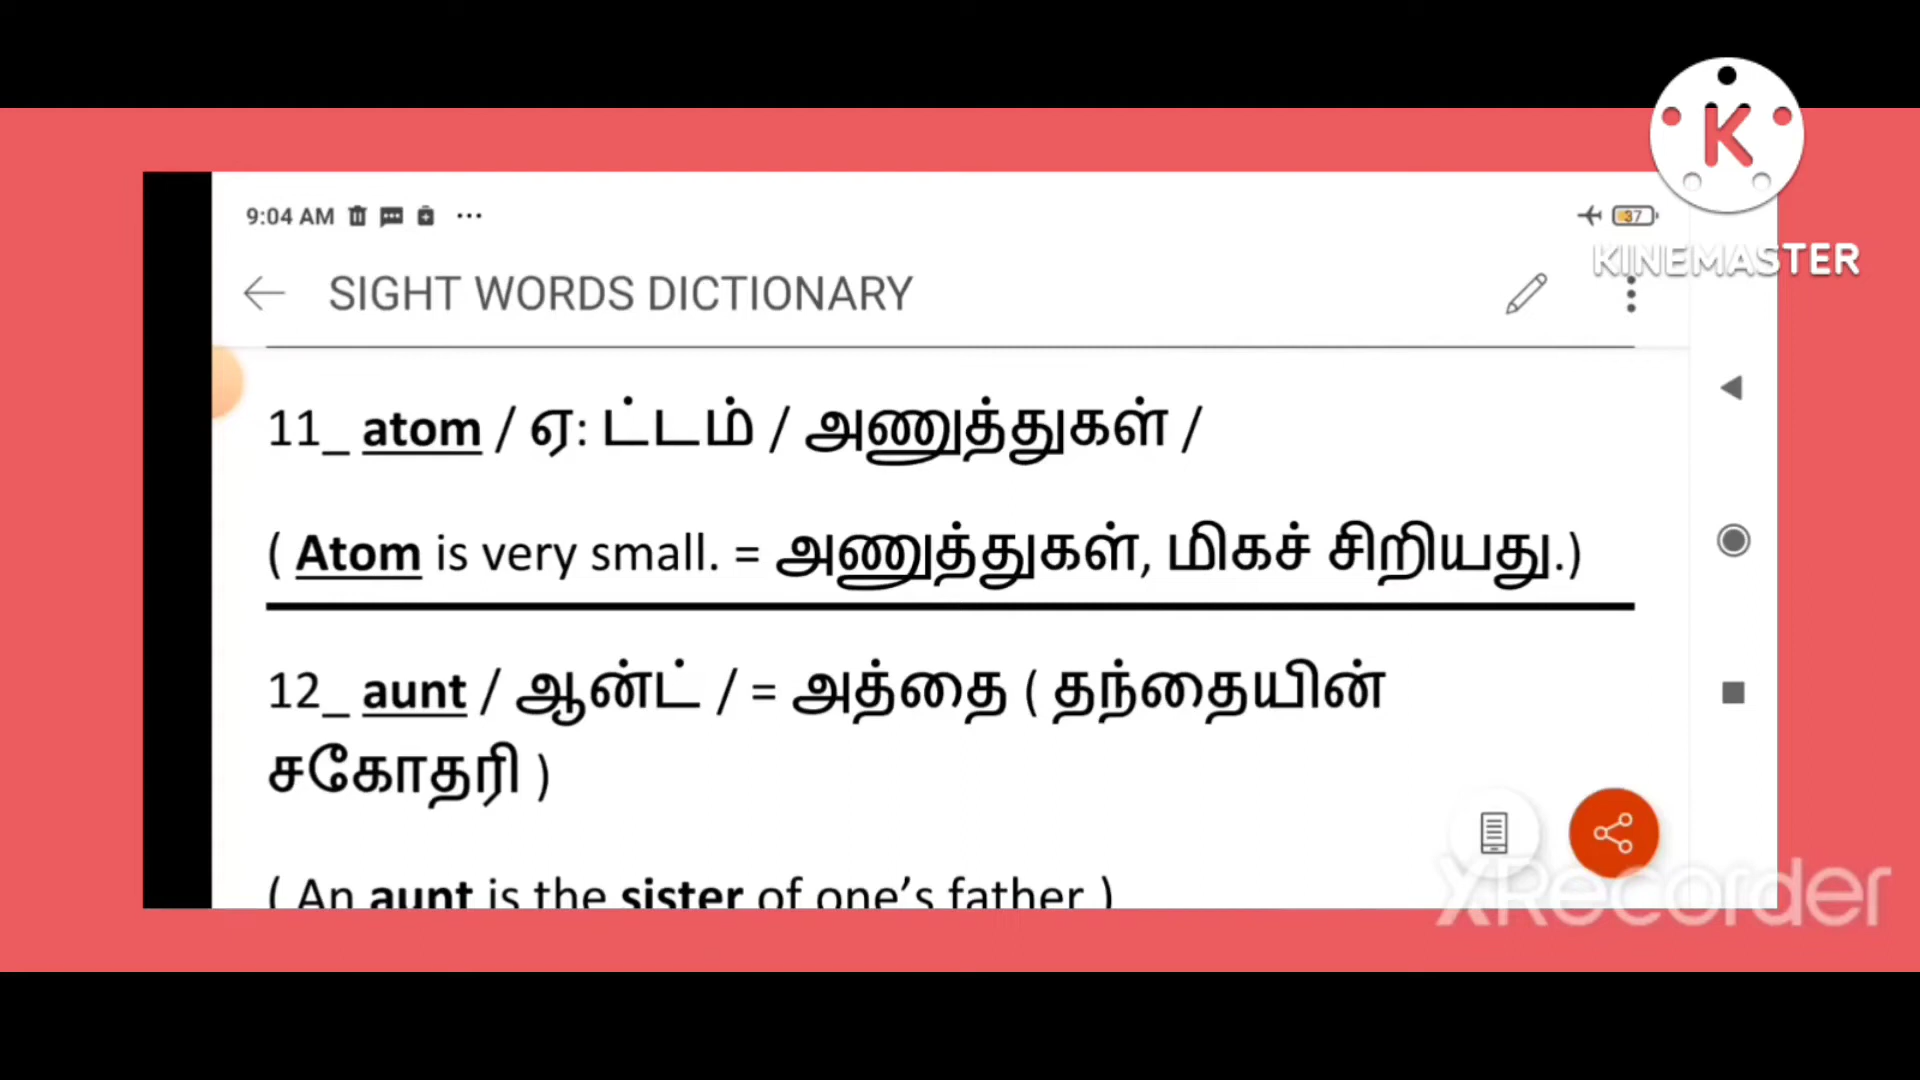 K
KINEMASTER
9:04 AM
37
SIGHT WORDS DICTIONARY
11_ atom / ஏ: ட்டம் / அணுத்துகள் /
( Atom is very small. = அணுத்துகள், மிகச் சிறியது.)
12_ aunt / ஆன்ட் / = அத்தை ( தந்தையின்
சகோதரி )
( An aunt is the sister of one’s father )
XRecorder